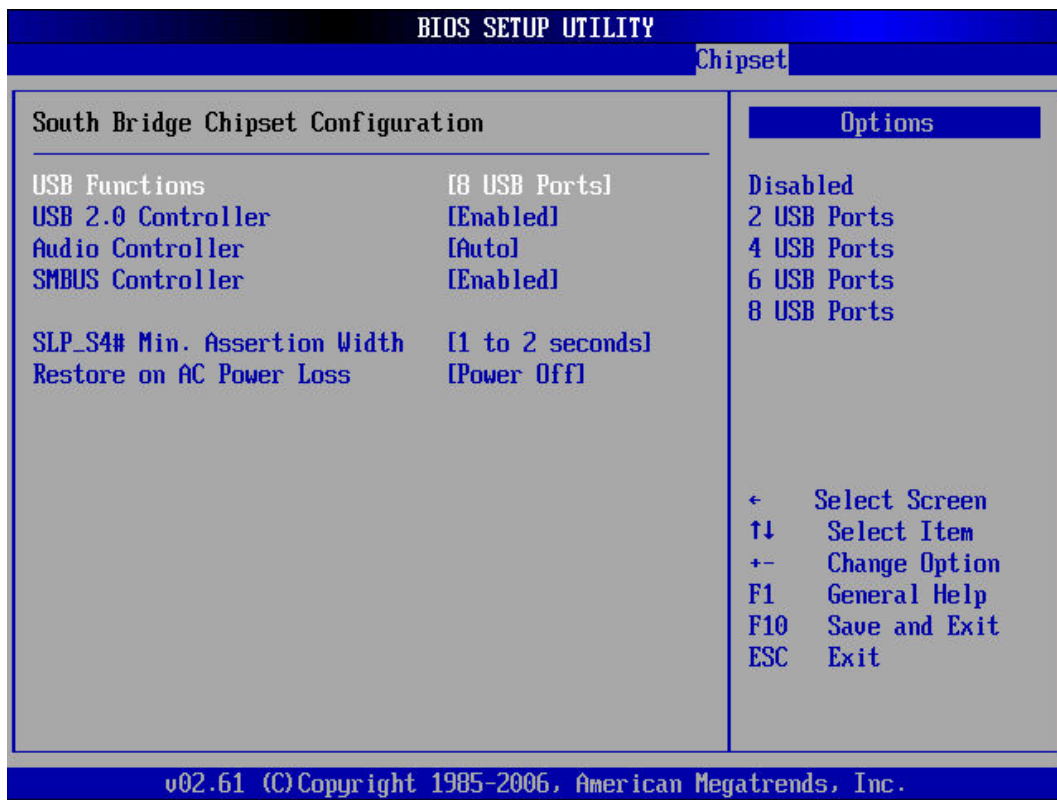 BIOS SETUP UTILITY
Chipset
South Bridge Chipset Configuration
USB Functions [8 USB Ports]
USB 2.0 Controller [Enabled]
Audio Controller [Auto]
SMBUS Controller [Enabled]
SLP_S4# Min. Assertion Width [1 to 2 seconds]
Restore on AC Power Loss [Power Off]
Options
Disabled
2 USB Ports
4 USB Ports
6 USB Ports
8 USB Ports
← Select Screen
↑↓ Select Item
+- Change Option
F1 General Help
F10 Save and Exit
ESC Exit
v02.61 (C)Copyright 1985-2006, American Megatrends, Inc.